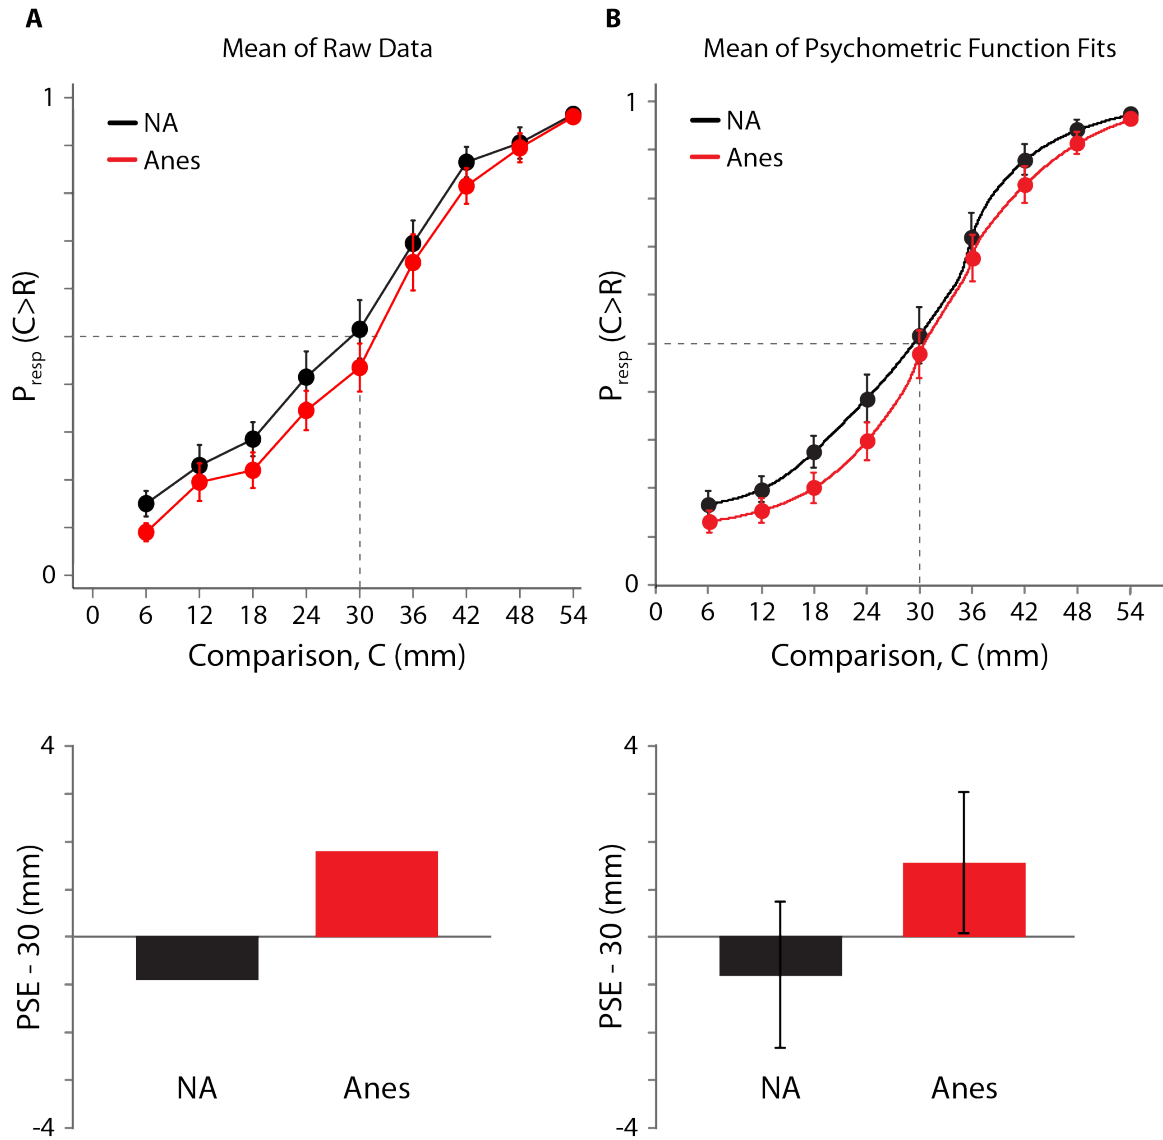 A
Mean of Raw Data
1
NA
Anes
P resp (C>R)
0
0 6 12 18 24 30 36 42 48 54
Comparison, C (mm)
B
Mean of Psychometric Function Fits
1
NA
Anes
P resp (C>R)
0
0 6 12 18 24 30 36 42 48 54
Comparison, C (mm)
4
PSE - 30 (mm)
NA Anes
-4
4
PSE - 30 (mm)
NA Anes
-4